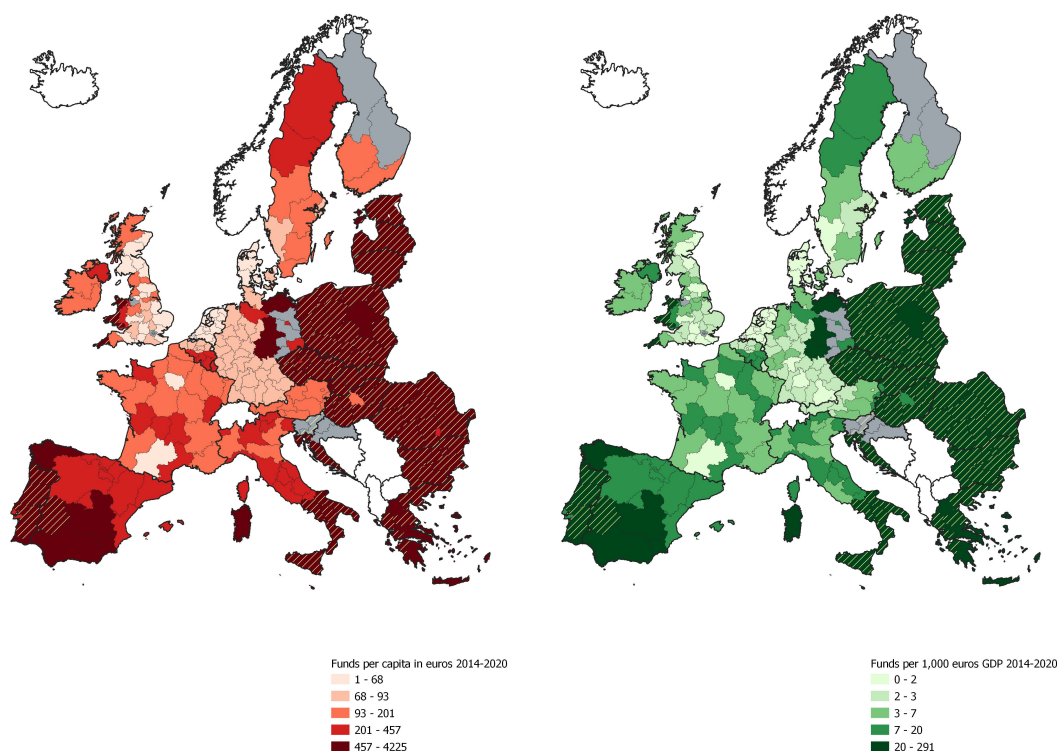 Funds per capita in euros 2014-2020
1 - 68
68 - 93
93 - 201
201 - 457
457 - 4225
Funds per 1,000 euros GDP 2014-2020
0 - 2
2 - 3
3 - 7
7 - 20
20 - 291